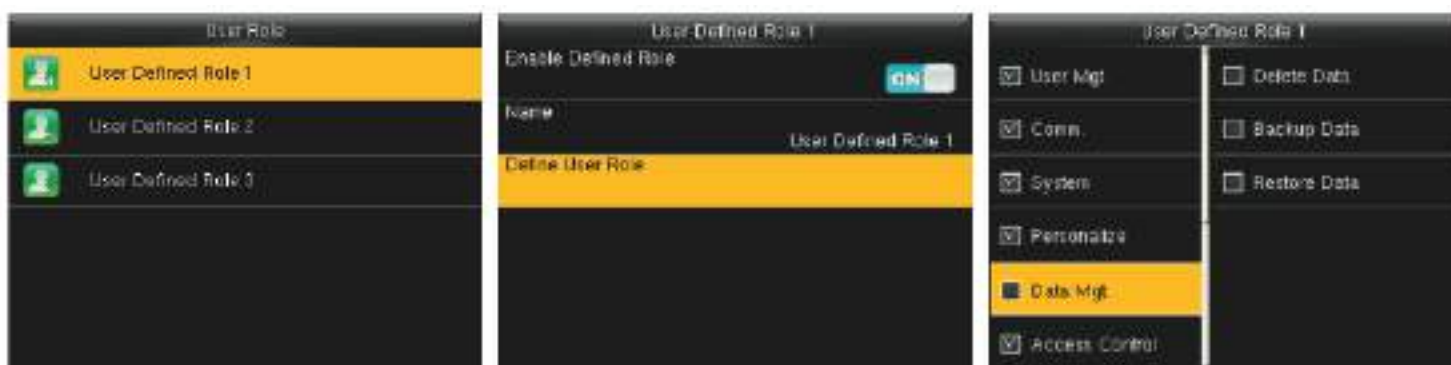 User Role
User Defined Role 1
User Defined Role 2
User Defined Role 3
User Defined Role 1
Enable Defined Role
ON
Name
User Defined Role 1
Define User Role
User Defined Role 1
User Mgt
Delete Data
Comm.
Backup Data
System
Restore Data
Personalize
Data Mgt.
Access Control